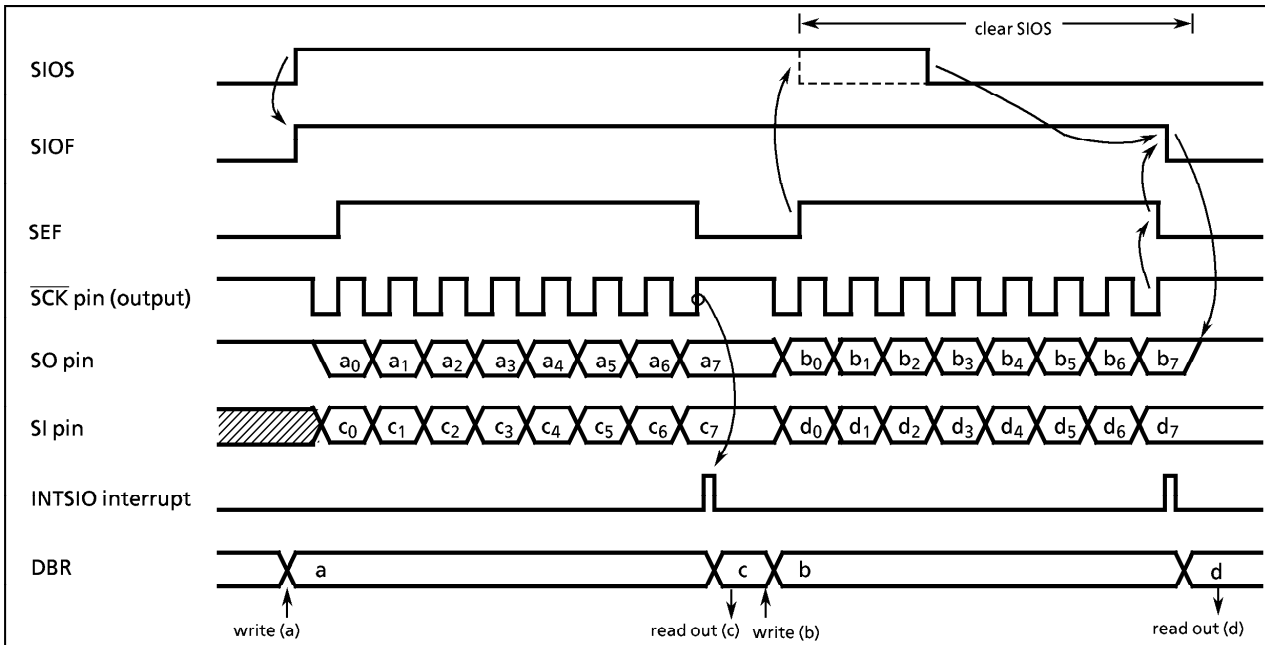 clear SIOS
SIOS
SIOF
SEF
SCK pin (output)
SO pin
a0 a1 a2 a3 a4 a5 a6 a7 b0 b1 b2 b3 b4 b5 b6 b7
SI pin
c0 c1 c2 c3 c4 c5 c6 c7 d0 d1 d2 d3 d4 d5 d6 d7
INTSIO interrupt
DBR
a c b d
write (a) read out (c) write (b) read out (d)